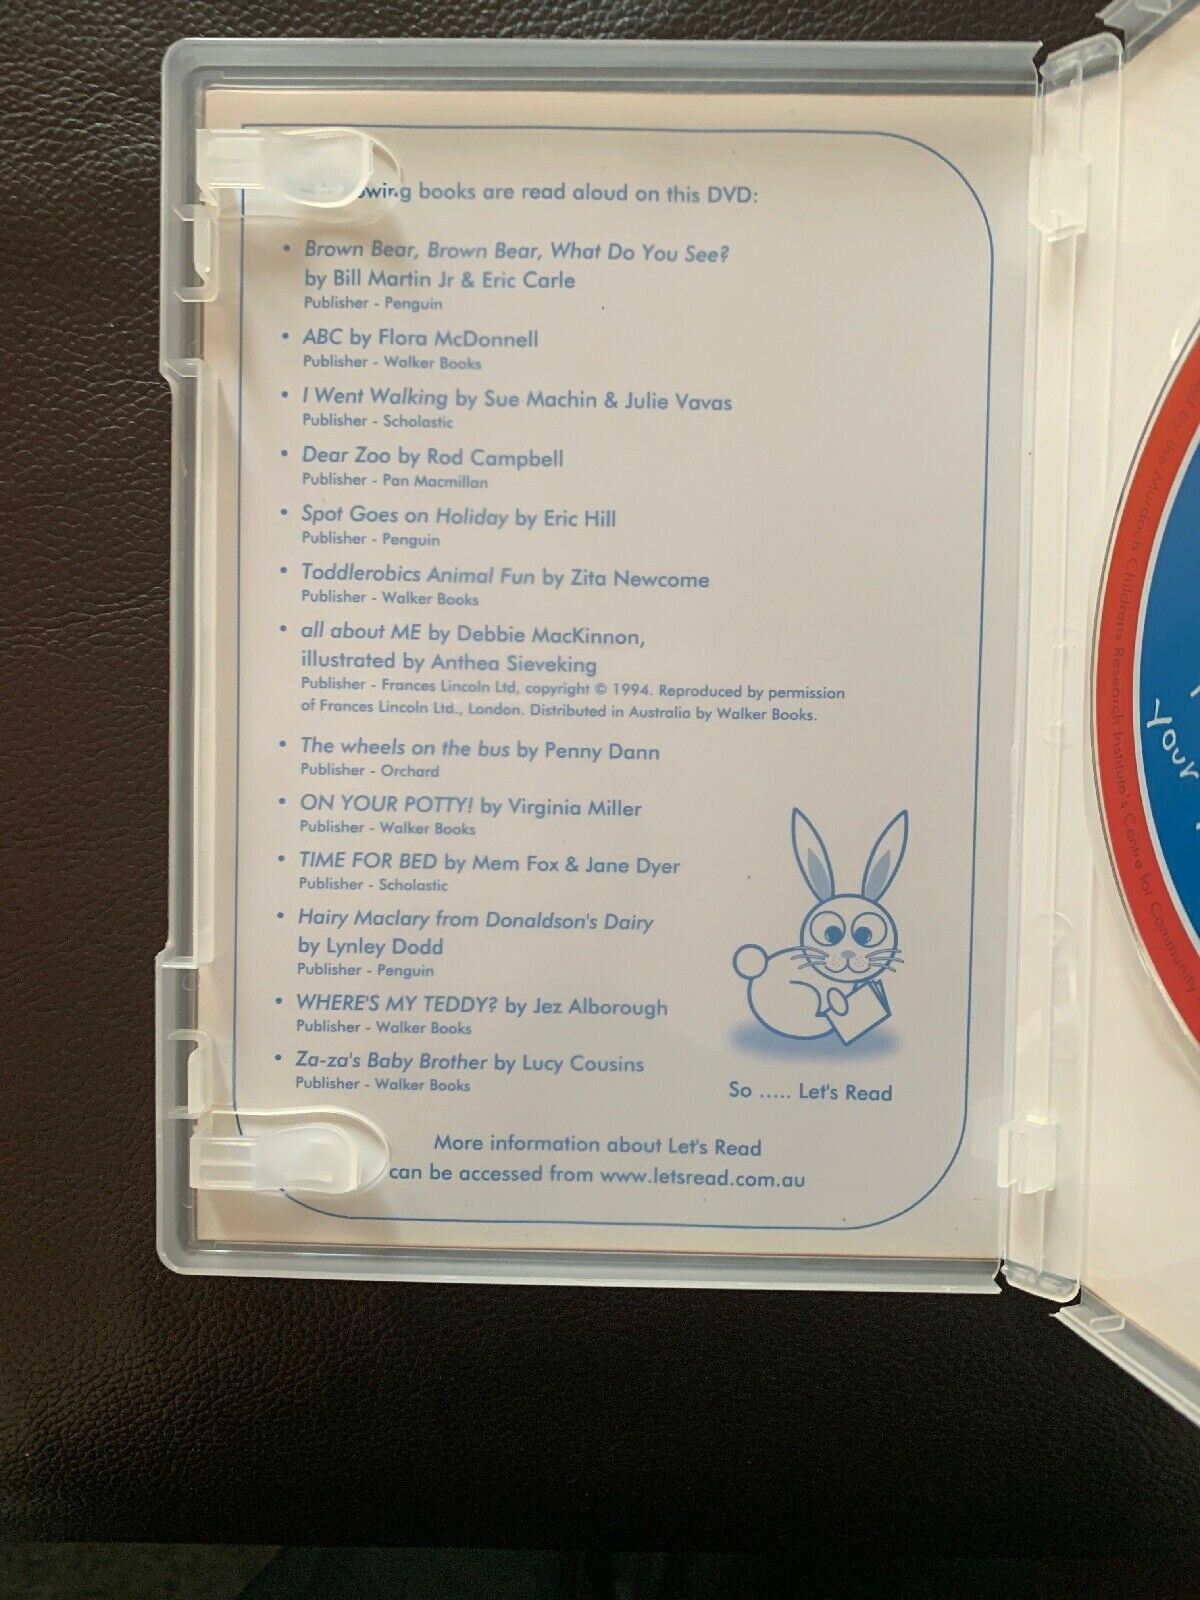 books are read aloud on this DVD:
• Brown Bear, Brown Bear, What Do You See?
by Bill Martin Jr & Eric Carle
Publisher - Penguin
• ABC by Flora McDonnell
Publisher - Walker Books
• I Went Walking by Sue Machin & Julie Vavas
Publisher - Scholastic
• Dear Zoo by Rod Campbell
Publisher - Pan Macmillan
• Spot Goes on Holiday by Eric Hill
Publisher - Penguin
• Toddlerobics Animal Fun by Zita Newcome
Publisher - Walker Books
• all about ME by Debbie MacKinnon,
illustrated by Anthea Sieveking
Publisher - Frances Lincoln Ltd, copyright © 1994. Reproduced by permission
of Frances Lincoln Ltd., London. Distributed in Australia by Walker Books.
• The wheels on the bus by Penny Dann
Publisher - Orchard
• ON YOUR POTTY! by Virginia Miller
Publisher - Walker Books
• TIME FOR BED by Mem Fox & Jane Dyer
Publisher - Scholastic
• Hairy Maclary from Donaldson's Dairy
by Lynley Dodd
Publisher - Penguin
• WHERE'S MY TEDDY? by Jez Alborough
Publisher - Walker Books
• Za-za's Baby Brother by Lucy Cousins
Publisher - Walker Books
So ..... Let's Read
More information about Let's Read
can be accessed from www.letsread.com.au
by the Murdoch Childrens Research Institute's Centre for Community
Your